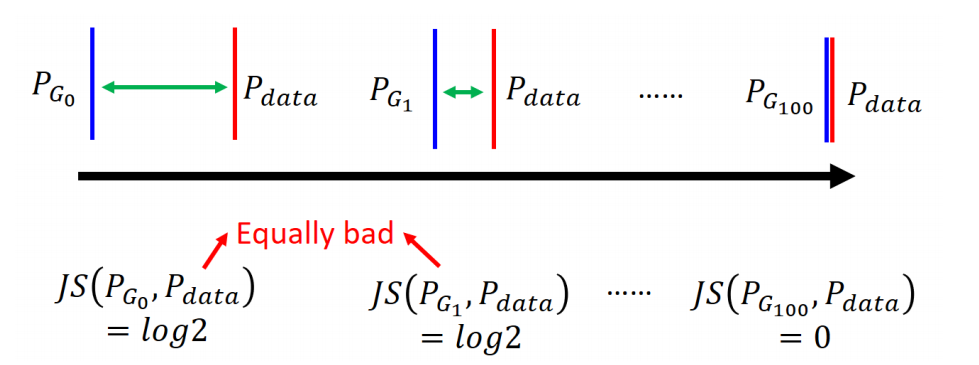 P_{G_0} P_{data} P_{G_1} P_{data} ...... P_{G_{100}} P_{data}
Equally bad
JS(P_{G_0}, P_{data}) JS(P_{G_1}, P_{data}) ...... JS(P_{G_{100}}, P_{data})
= log2 = log2 = 0